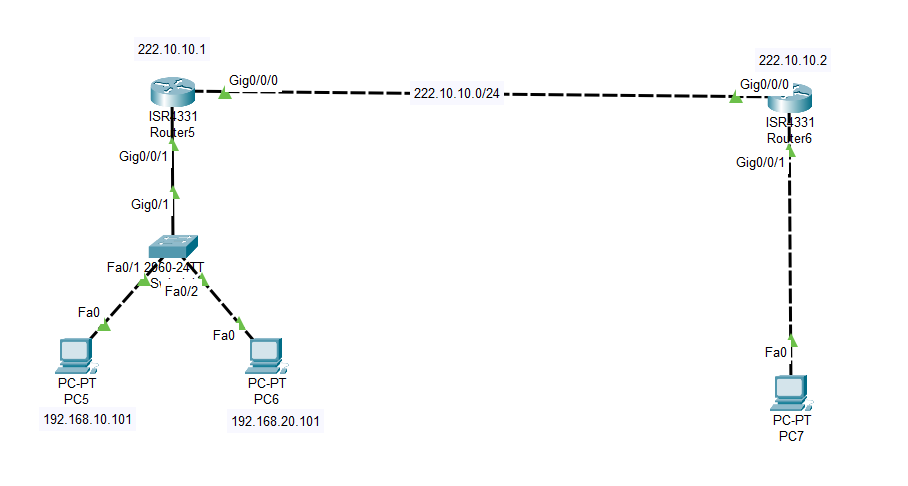 222.10.10.1
222.10.10.2
Gig0/0/0
222.10.10.0/24
Gig0/0/0
ISR4331
Router5
ISR4331
Router6
Gig0/0/1
Gig0/0/1
Gig0/1
Fa0/1
2960-24TT
Fa0/2
Fa0
Fa0
Fa0
PC-PT
PC5
PC-PT
PC6
PC-PT
PC7
192.168.10.101
192.168.20.101